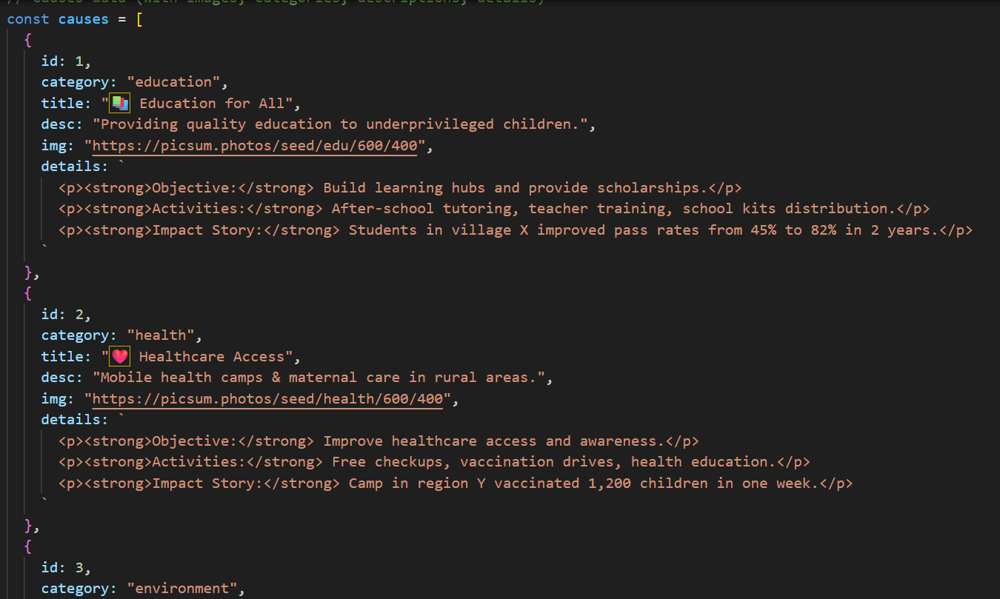 // Causes data (with images, categories, descriptions, details)
const causes = [
  {
    id: 1,
    category: "education",
    title: "📚 Education for All",
    desc: "Providing quality education to underprivileged children.",
    img: "https://picsum.photos/seed/edu/600/400",
    details: `
      <p><strong>Objective:</strong> Build learning hubs and provide scholarships.</p>
      <p><strong>Activities:</strong> After-school tutoring, teacher training, school kits distribution.</p>
      <p><strong>Impact Story:</strong> Students in village X improved pass rates from 45% to 82% in 2 years.</p>
    `
  },
  {
    id: 2,
    category: "health",
    title: "❤️ Healthcare Access",
    desc: "Mobile health camps & maternal care in rural areas.",
    img: "https://picsum.photos/seed/health/600/400",
    details: `
      <p><strong>Objective:</strong> Improve healthcare access and awareness.</p>
      <p><strong>Activities:</strong> Free checkups, vaccination drives, health education.</p>
      <p><strong>Impact Story:</strong> Camp in region Y vaccinated 1,200 children in one week.</p>
    `
  },
  {
    id: 3,
    category: "environment",